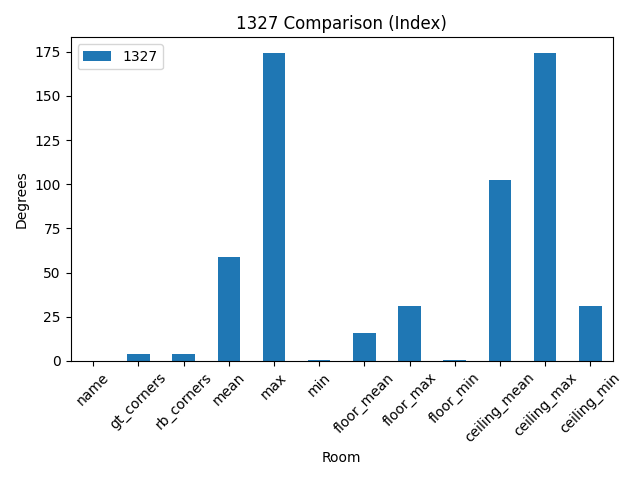 1327 Comparison (Index)
1327
Degrees
175
150
125
100
75
50
25
0
name
gt_corners
rb_corners
mean
max
min
floor_mean
floor_max
floor_min
ceiling_mean
ceiling_max
ceiling_min
Room